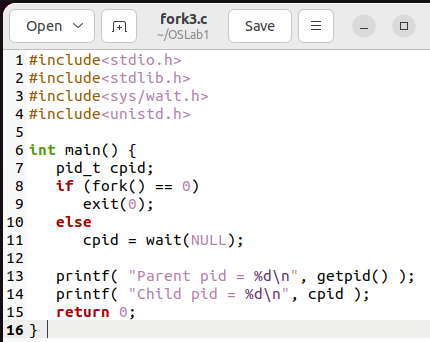 Open fork3.c Save
~/OSLab1
1 #include<stdio.h>
2 #include<stdlib.h>
3 #include<sys/wait.h>
4 #include<unistd.h>
5
6 int main() {
7    pid_t cpid;
8    if (fork() == 0)
9       exit(0);
10    else
11       cpid = wait(NULL);
12
13    printf( "Parent pid = %d\n", getpid() );
14    printf( "Child pid = %d\n", cpid );
15    return 0;
16 }